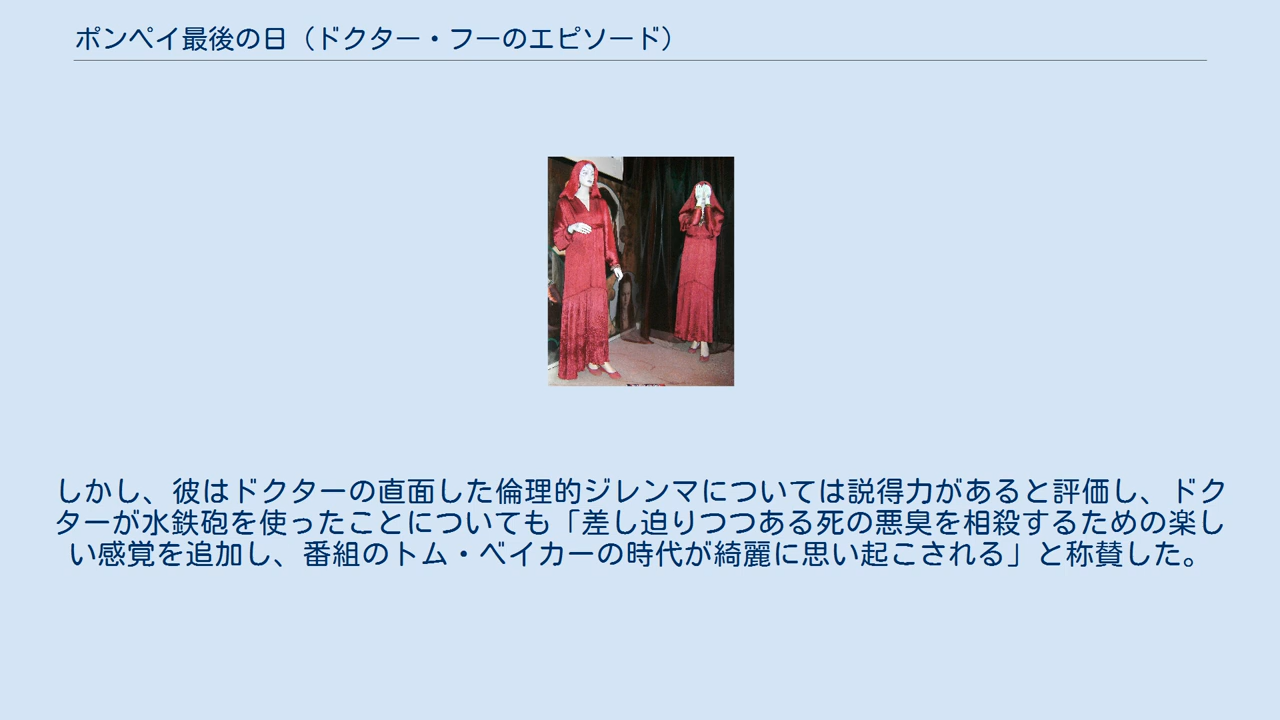 ポンペイ最後の日（ドクター・フーのエピソード）
しかし、彼はドクターの直面した倫理的ジレンマについては説得力があると評価し、ドク
ターが水鉄砲を使ったことについても「差し迫りつつある死の悪臭を相殺するための楽し
い感覚を追加し、番組のトム・ベイカーの時代が綺麗に思い起こされる」と称賛した。